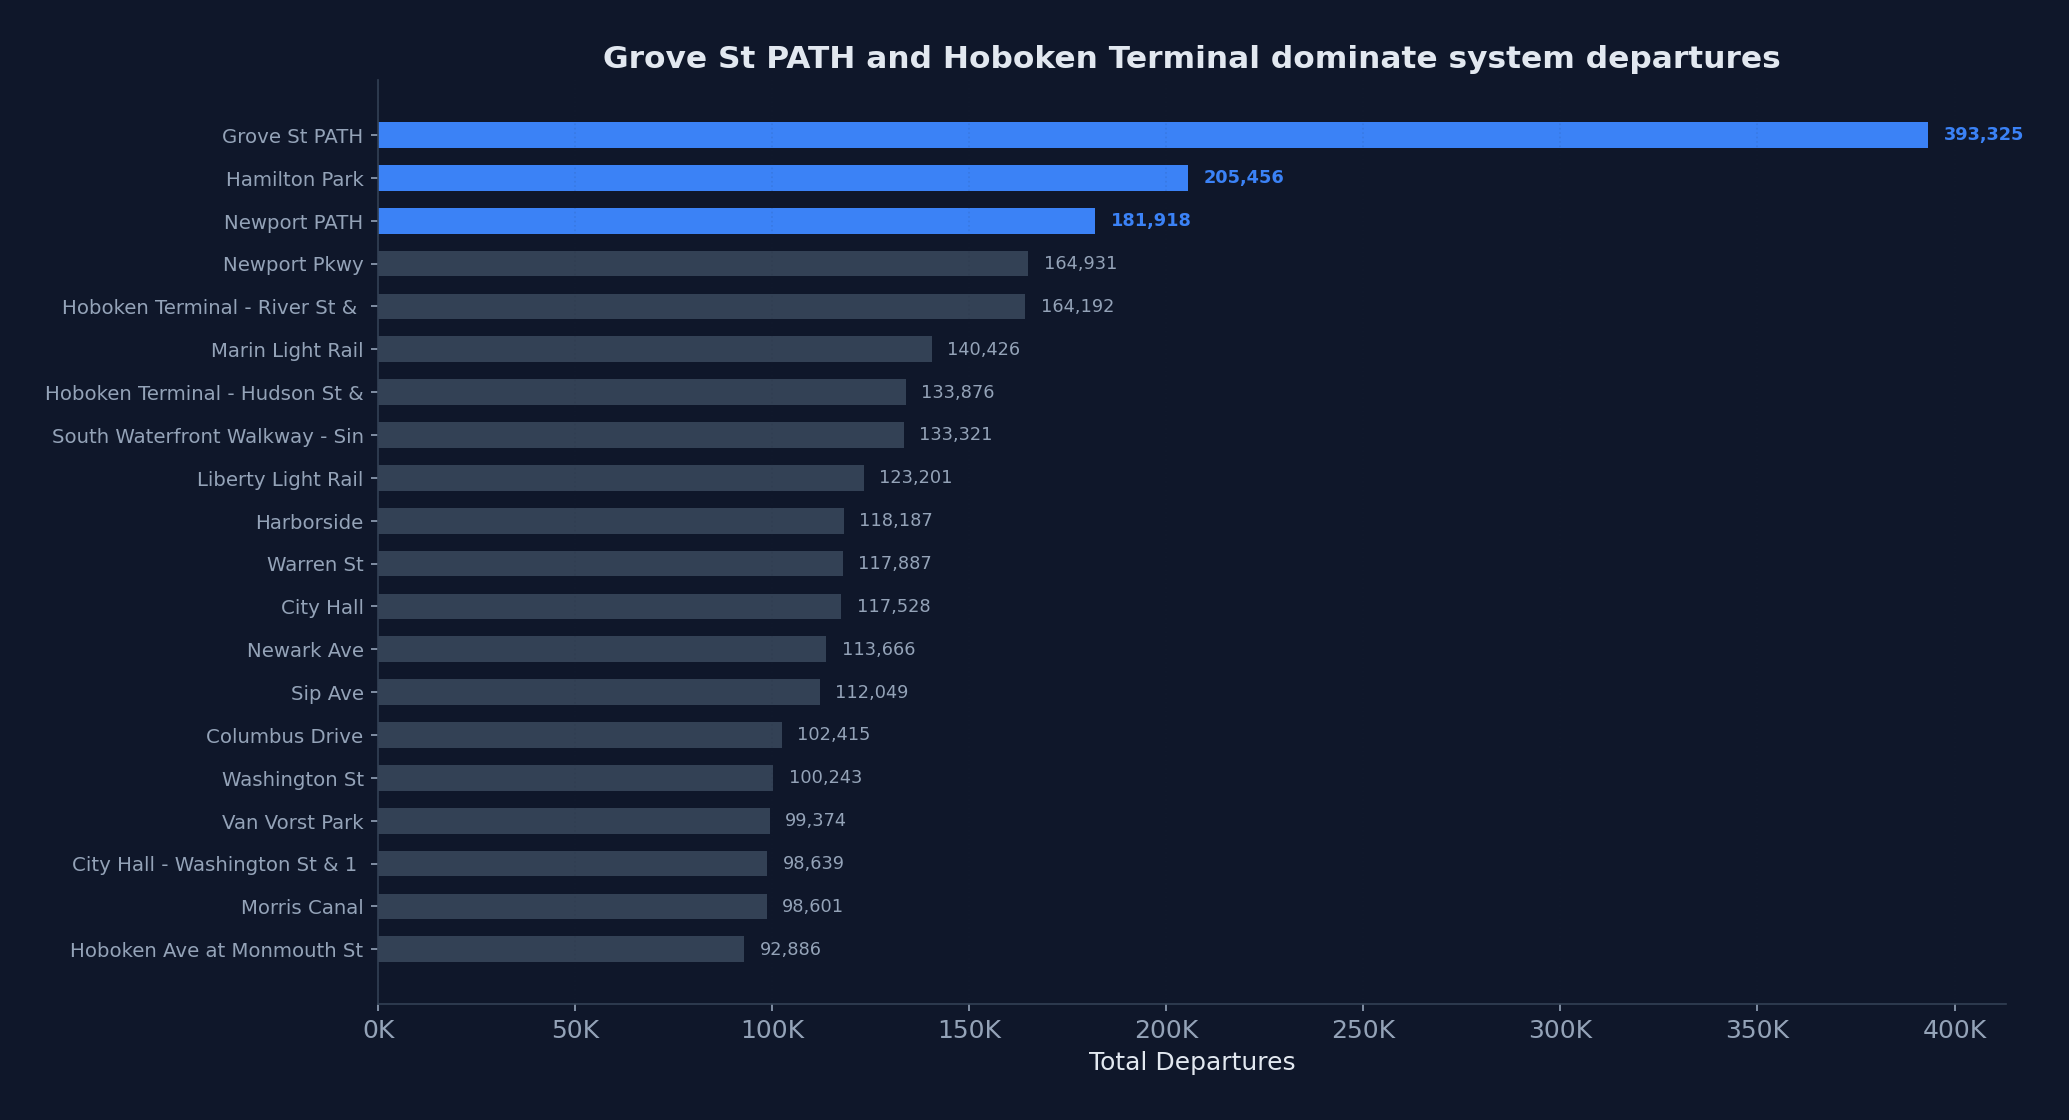 Grove St PATH and Hoboken Terminal dominate system departures
Grove St PATH 393,325
Hamilton Park 205,456
Newport PATH 181,918
Newport Pkwy 164,931
Hoboken Terminal - River St & 164,192
Marin Light Rail 140,426
Hoboken Terminal - Hudson St & 133,876
South Waterfront Walkway - Sin 133,321
Liberty Light Rail 123,201
Harborside 118,187
Warren St 117,887
City Hall 117,528
Newark Ave 113,666
Sip Ave 112,049
Columbus Drive 102,415
Washington St 100,243
Van Vorst Park 99,374
City Hall - Washington St & 1 98,639
Morris Canal 98,601
Hoboken Ave at Monmouth St 92,886
0K 50K 100K 150K 200K 250K 300K 350K 400K
Total Departures